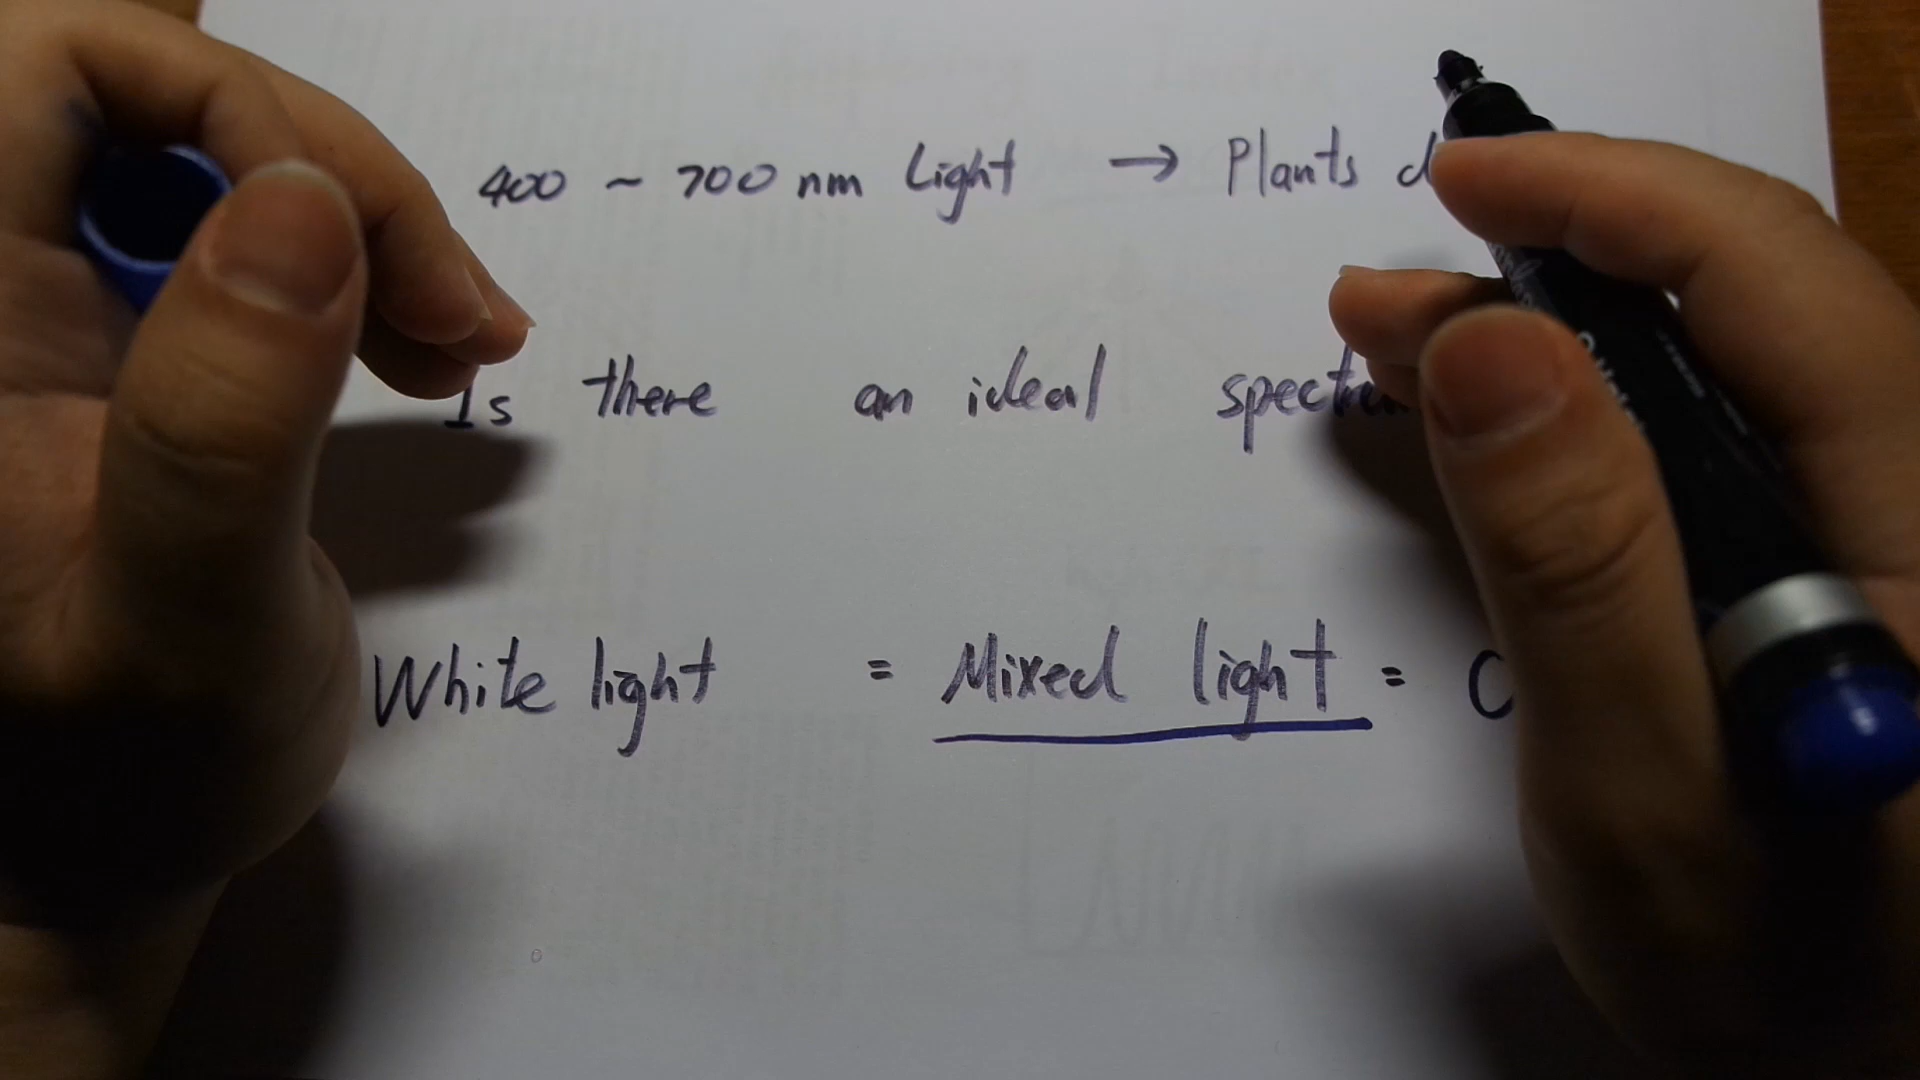 400 ~ 700 nm Light → Plants
Is there an ideal
White light = Mixed light =